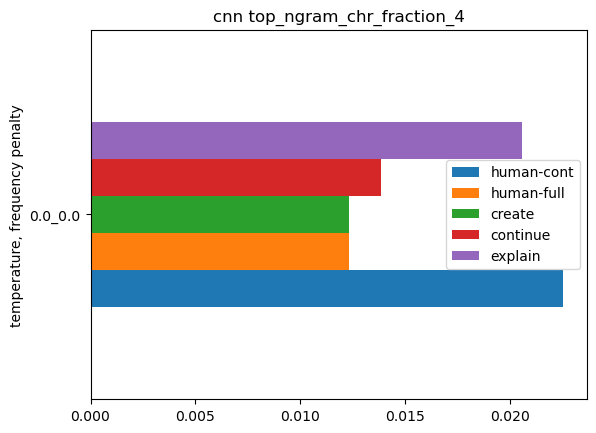 cnn top_ngram_chr_fraction_4
temperature, frequency penalty
0.0_0.0
human-cont
human-full
create
continue
explain
0.000
0.005
0.010
0.015
0.020